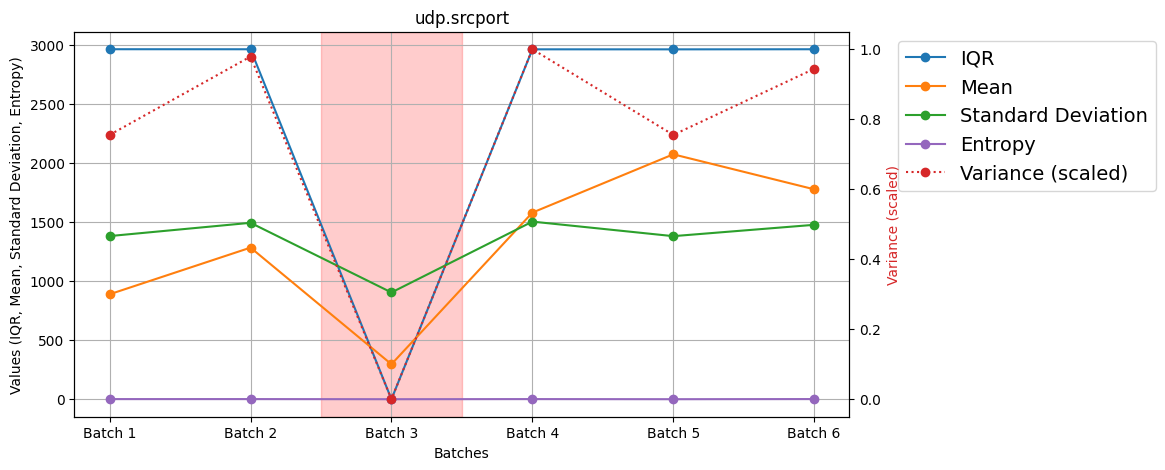 udp.srcport
Values (IQR, Mean, Standard Deviation, Entropy)
3000
2500
2000
1500
1000
500
0
Batch 1 Batch 2 Batch 3 Batch 4 Batch 5 Batch 6
Batches
1.0
0.8
0.6
0.4
0.2
0.0
Variance (scaled)
IQR
Mean
Standard Deviation
Entropy
Variance (scaled)